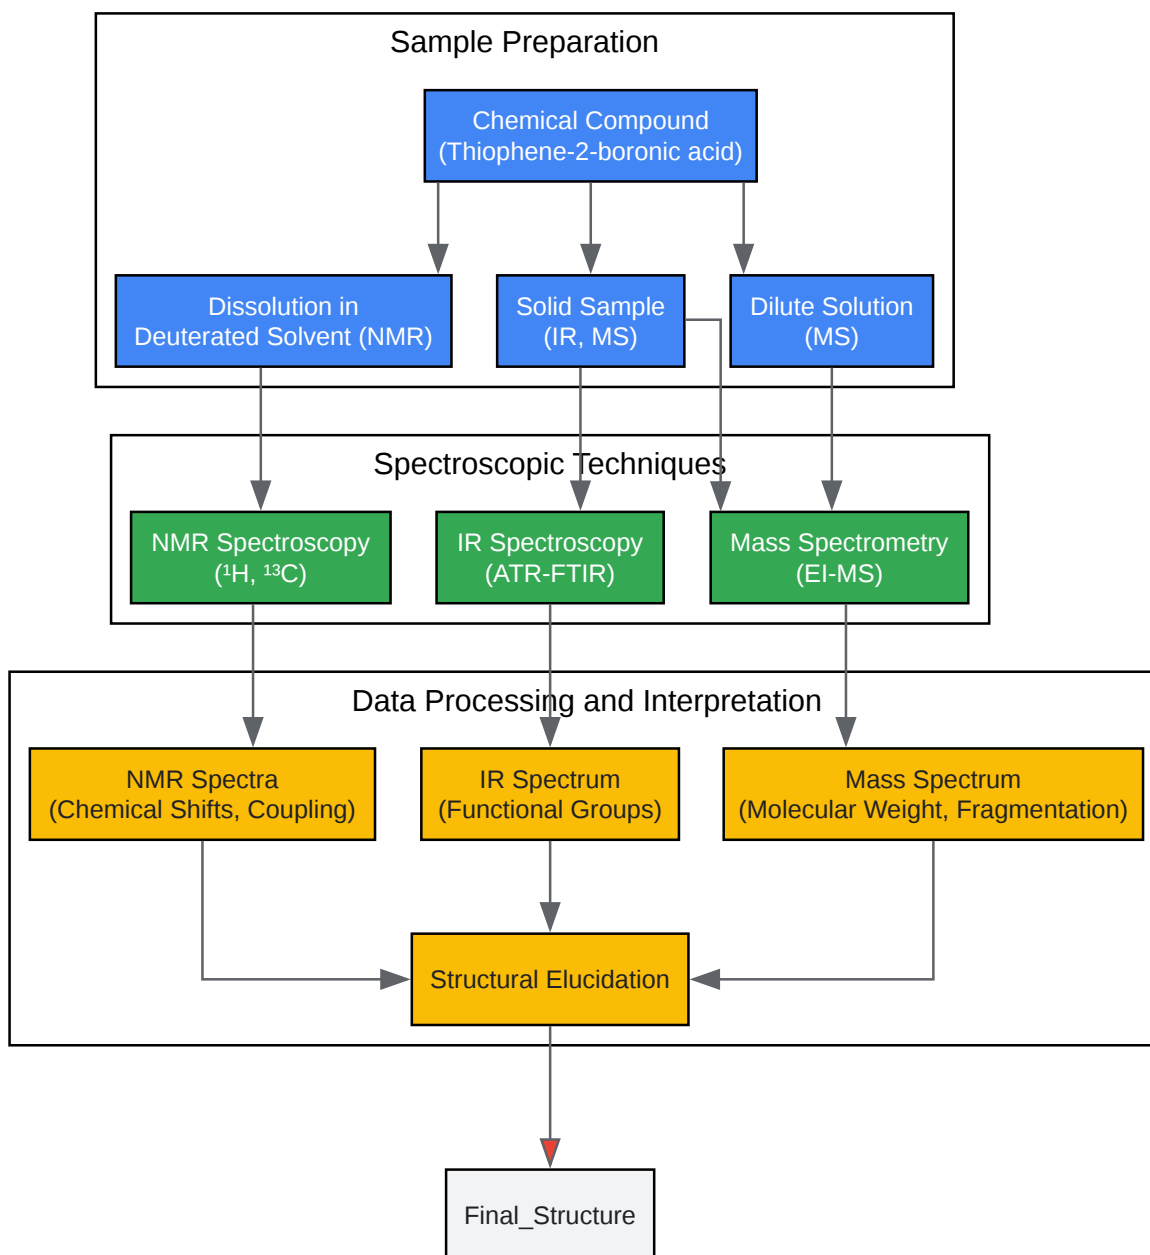 Sample Preparation
Chemical Compound
(Thiophene-2-boronic acid)
Dissolution in
Deuterated Solvent (NMR)
Solid Sample
(IR, MS)
Dilute Solution
(MS)
Spectroscopic Techniques
NMR Spectroscopy
(¹H, ¹³C)
IR Spectroscopy
(ATR-FTIR)
Mass Spectrometry
(EI-MS)
Data Processing and Interpretation
NMR Spectra
(Chemical Shifts, Coupling)
IR Spectrum
(Functional Groups)
Mass Spectrum
(Molecular Weight, Fragmentation)
Structural Elucidation
Final_Structure